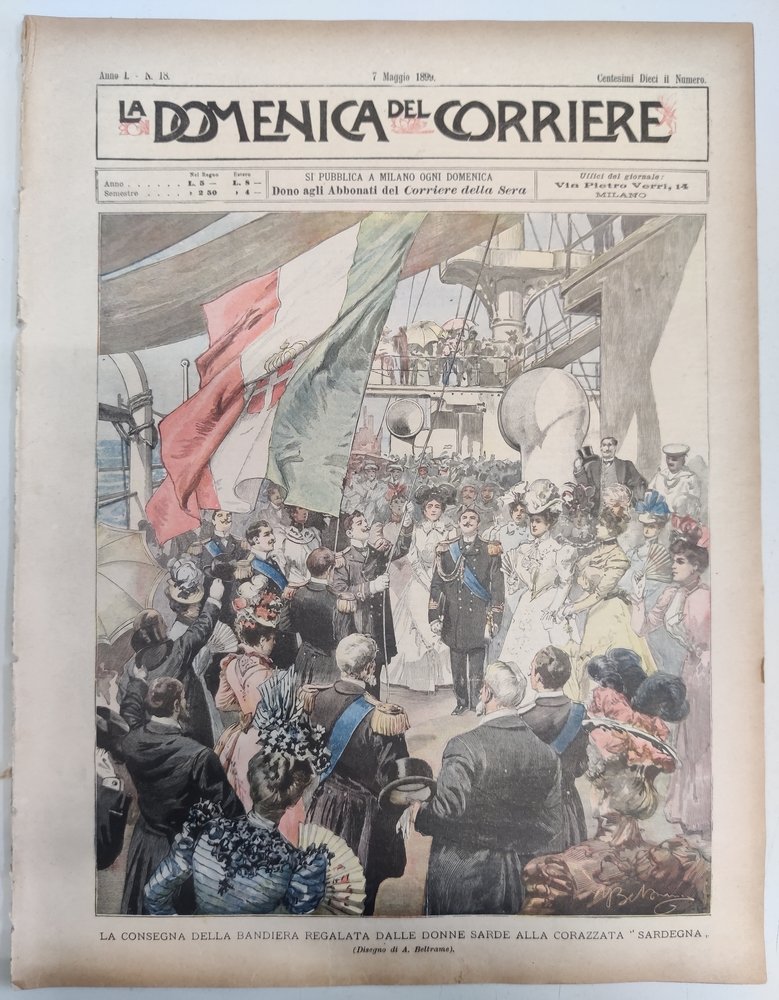 Anno I. - N. 18.
7 Maggio 1899.
Centesimi Dieci il Numero.
LA DOMENICA DEL CORRIERE
Nel Regno Estero
Anno . . . . . . L. 5 — L. 8 —
Semestre . . . . » 2 50 » 4 —
SI PUBBLICA A MILANO OGNI DOMENICA
Dono agli Abbonati del Corriere della Sera
Uffici del giornale:
Via Pietro Verri, 14
MILANO
A Beltrame
LA CONSEGNA DELLA BANDIERA REGALATA DALLE DONNE SARDE ALLA CORAZZATA "SARDEGNA„
(Disegno di A. Beltrame).